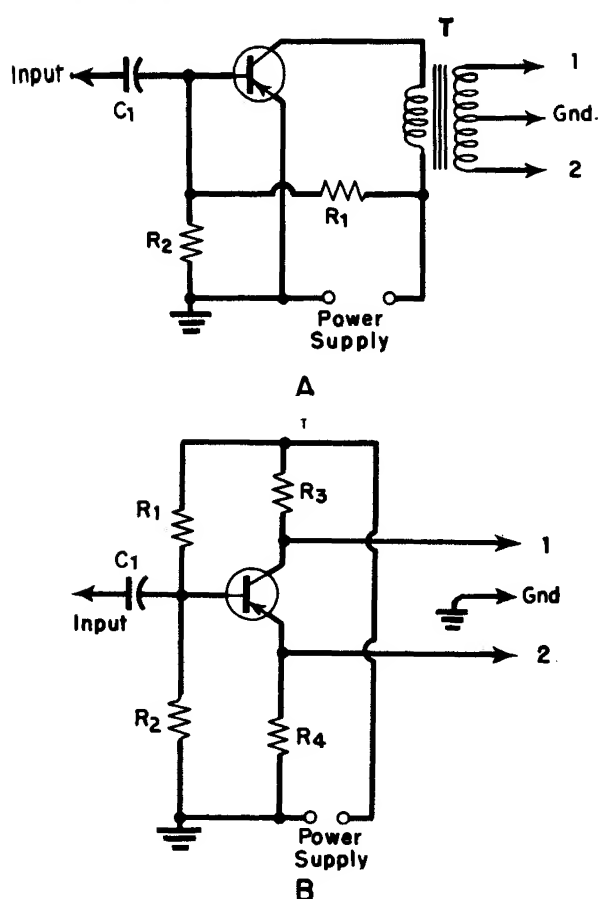 T
Input
C1
1
Gnd.
2
R1
R2
Power
Supply
A
T
R3
R1
1
C1
Gnd
Input
2
R2
R4
Power
Supply
B